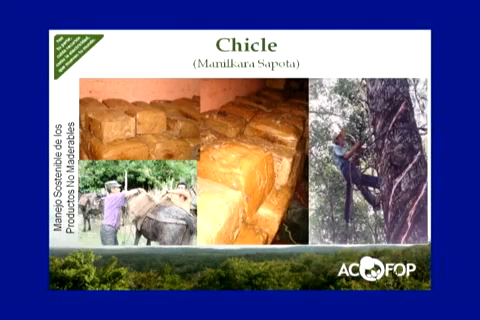 Chicle
(Manilkara Sapota)
Manejo Sostenible de los
Productos No Maderables
ACOFOP